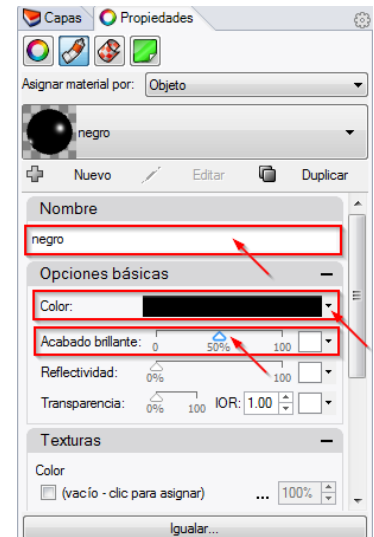 Capas Propiedades
Asignar material por: Objeto
negro
Nuevo Editar Duplicar
Nombre
negro
Opciones básicas
Color:
Acabado brillante: 0 50% 100
Reflectividad: 0% 100
Transparencia: 0% 100 IOR: 1.00
Texturas
Color
(vacío - clic para asignar) ... 100%
Igualar...